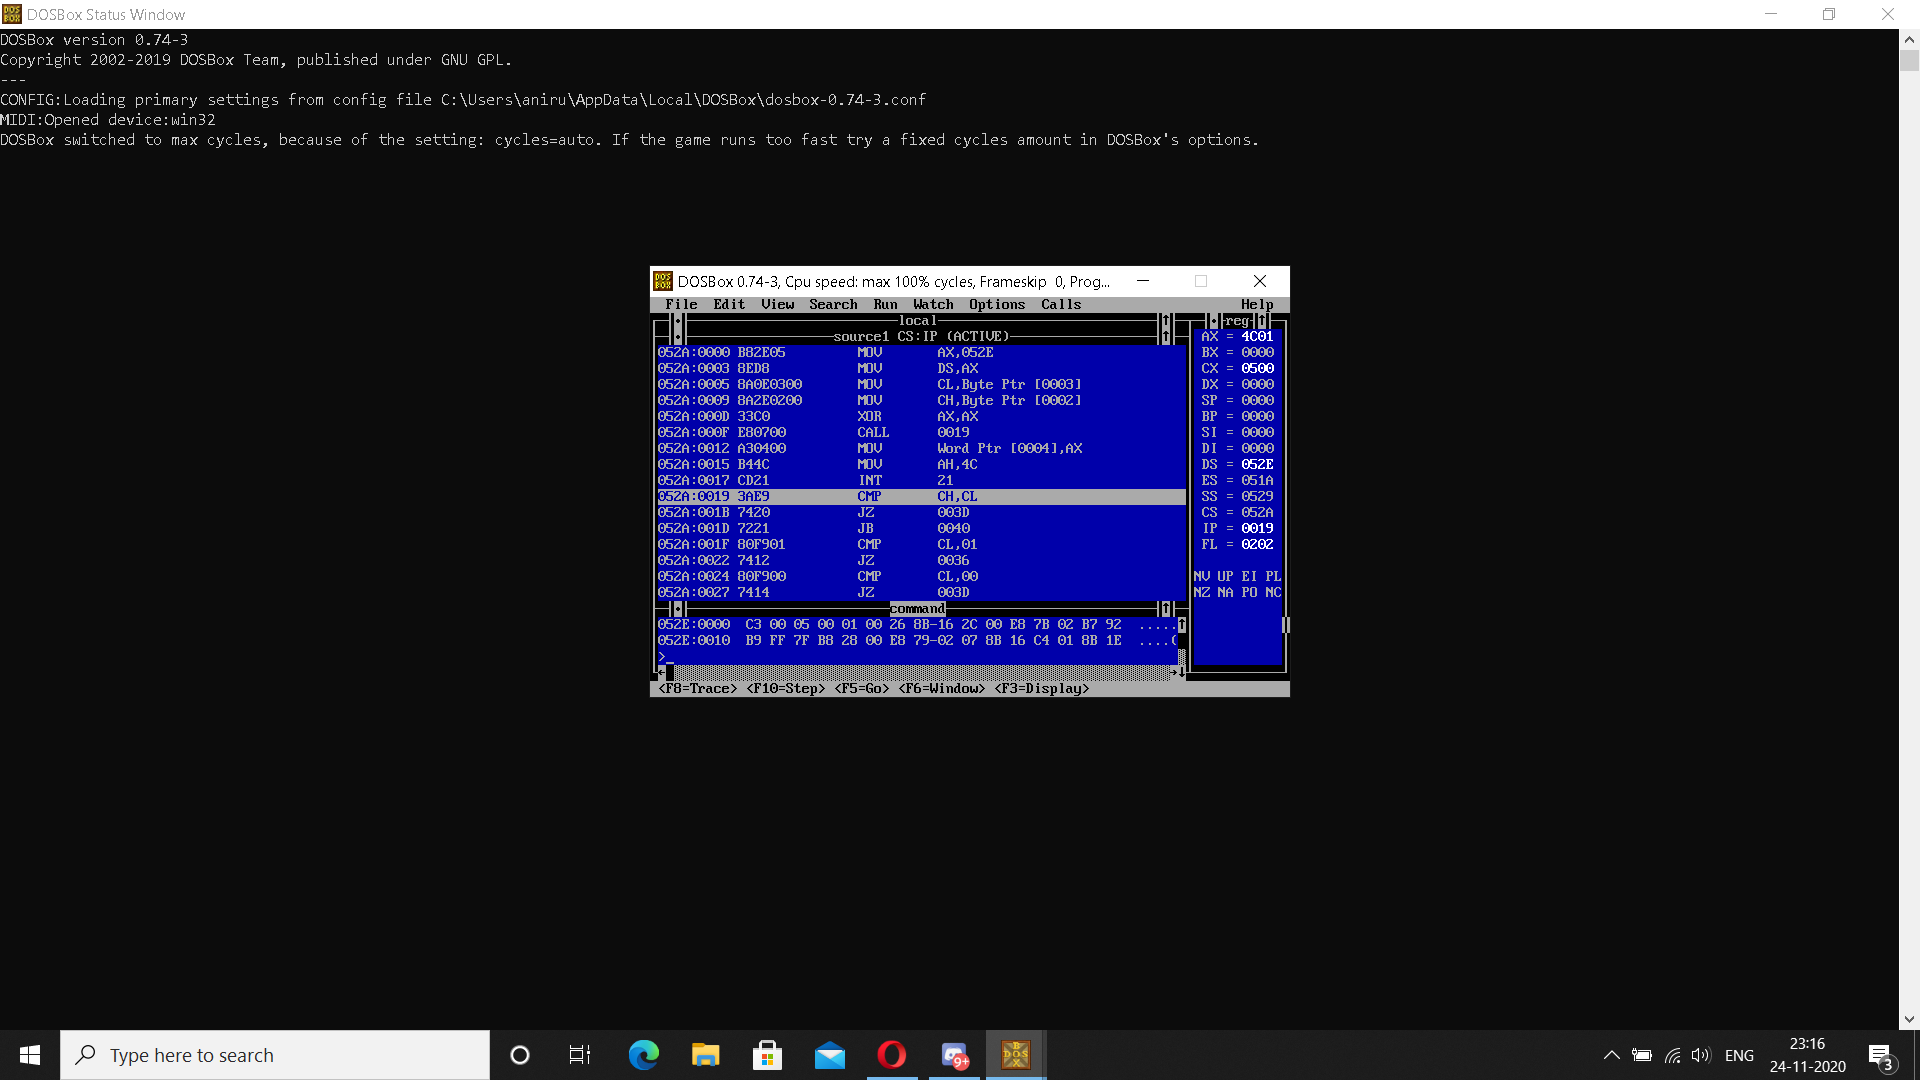 DOSBox Status Window
DOSBox version 0.74-3
Copyright 2002-2019 DOSBox Team, published under GNU GPL.
---
CONFIG:Loading primary settings from config file C:\Users\aniru\AppData\Local\DOSBox\dosbox-0.74-3.conf
MIDI:Opened device:win32
DOSBox switched to max cycles, because of the setting: cycles=auto. If the game runs too fast try a fixed cycles amount in DOSBox's options.
DOSBox 0.74-3, Cpu speed: max 100% cycles, Frameskip 0, Prog...
File Edit View Search Run Watch Options Calls Help
local
source1 CS:IP (ACTIVE)
052A:0000 B82E05 MOV AX,052E
052A:0003 8ED8 MOV DS,AX
052A:0005 8A0E0300 MOV CL,Byte Ptr [0003]
052A:0009 8A2E0200 MOV CH,Byte Ptr [0002]
052A:000D 33C0 XOR AX,AX
052A:000F E80700 CALL 0019
052A:0012 A30400 MOV Word Ptr [0004],AX
052A:0015 B44C MOV AH,4C
052A:0017 CD21 INT 21
052A:0019 3AE9 CMP CH,CL
052A:001B 7420 JZ 003D
052A:001D 7221 JB 0040
052A:001F 80F901 CMP CL,01
052A:0022 7412 JZ 0036
052A:0024 80F900 CMP CL,00
052A:0027 7414 JZ 003D
command
052E:0000 C3 00 05 00 01 00 26 8B-16 2C 00 E8 7B 02 B7 92 .....
052E:0010 B9 FF 7F B8 28 00 E8 79-02 07 8B 16 C4 01 8B 1E ....(
>_
reg
AX = 4C01
BX = 0000
CX = 0500
DX = 0000
SP = 0000
BP = 0000
SI = 0000
DI = 0000
DS = 052E
ES = 051A
SS = 0529
CS = 052A
IP = 0019
FL = 0202
NV UP EI PL
NZ NA PO NC
<F8=Trace> <F10=Step> <F5=Go> <F6=Window> <F3=Display>
Type here to search
9+
ENG
23:16
24-11-2020
3